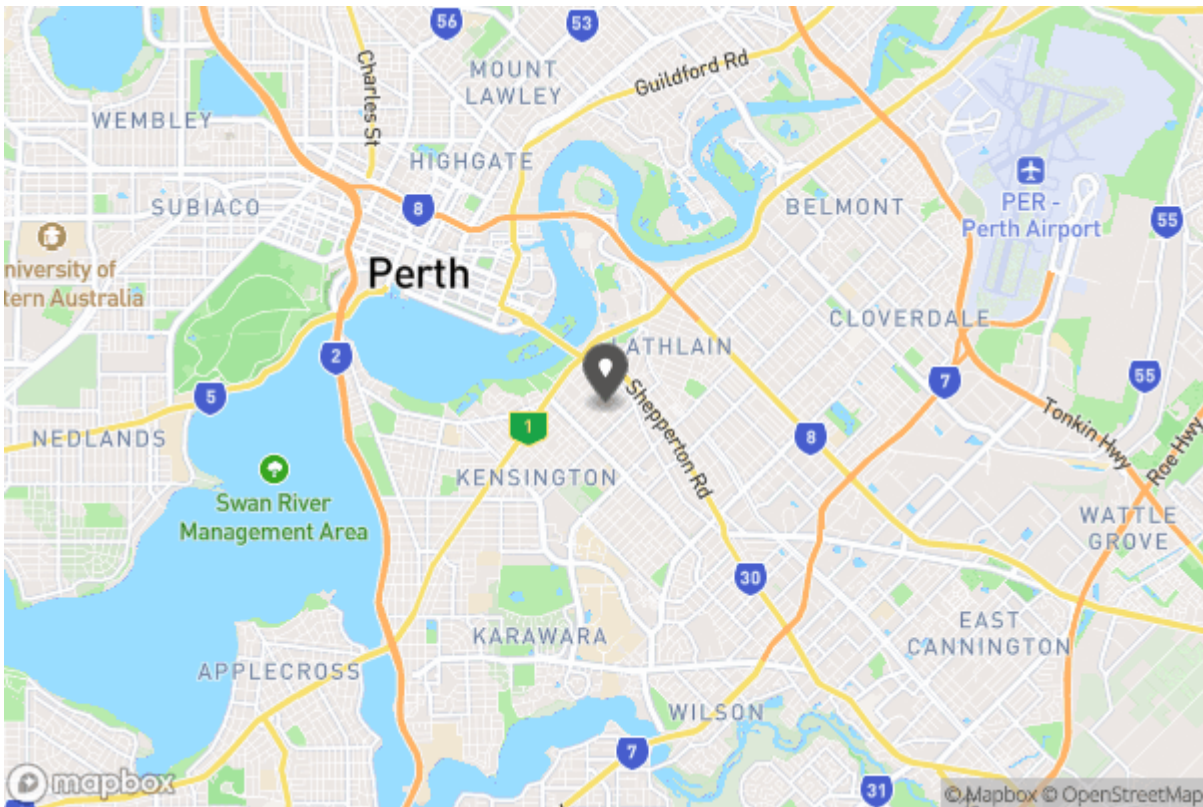 56
53
Charles St
MOUNT
LAWLEY
Guildford Rd
WEMBLEY
HIGHGATE
SUBIACO
8
BELMONT
PER -
Perth Airport
55
niversity of
tern Australia
Perth
CLOVERDALE
LATHLAIN
2
5
7
55
Shepperton Rd
Tonkin Hwy
Roe Hwy
1
8
NEDLANDS
KENSINGTON
Swan River
Management Area
WATTLE
GROVE
30
EAST
CANNINGTON
KARAWARA
APPLECROSS
WILSON
7
31
mapbox
© Mapbox © OpenStreetMap